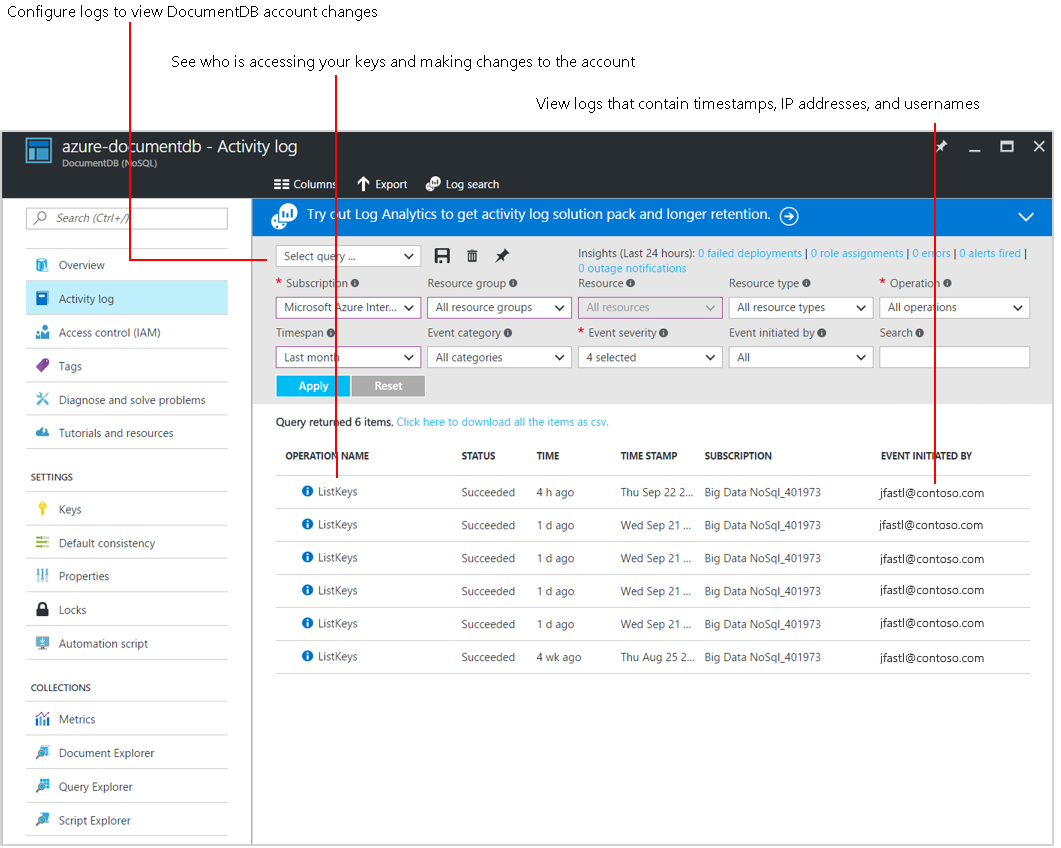 Configure logs to view DocumentDB account changes
See who is accessing your keys and making changes to the account
View logs that contain timestamps, IP addresses, and usernames
azure-documentdb - Activity log
DocumentDB (NoSQL)
Columns Export Log search
Search (Ctrl+/)
Try out Log Analytics to get activity log solution pack and longer retention.
Overview
Activity log
Access control (IAM)
Tags
Diagnose and solve problems
Tutorials and resources
SETTINGS
Keys
Default consistency
Properties
Locks
Automation script
COLLECTIONS
Metrics
Document Explorer
Query Explorer
Script Explorer
Select query ...
Insights (Last 24 hours): 0 failed deployments | 0 role assignments | 0 errors | 0 alerts fired |
0 outage notifications
* Subscription Resource group Resource Resource type * Operation
Microsoft Azure Inter... All resource groups All resources All resource types All operations
Timespan Event category * Event severity Event initiated by Search
Last month All categories 4 selected All
Apply Reset
Query returned 6 items. Click here to download all the items as csv.
OPERATION NAME STATUS TIME TIME STAMP SUBSCRIPTION EVENT INITIATED BY
ListKeys Succeeded 4 h ago Thu Sep 22 2... Big Data NoSql_401973 jfastl@contoso.com
ListKeys Succeeded 1 d ago Wed Sep 21 ... Big Data NoSql_401973 jfastl@contoso.com
ListKeys Succeeded 1 d ago Wed Sep 21 ... Big Data NoSql_401973 jfastl@contoso.com
ListKeys Succeeded 1 d ago Wed Sep 21 ... Big Data NoSql_401973 jfastl@contoso.com
ListKeys Succeeded 1 d ago Wed Sep 21 ... Big Data NoSql_401973 jfastl@contoso.com
ListKeys Succeeded 4 wk ago Thu Aug 25 2... Big Data NoSql_401973 jfastl@contoso.com